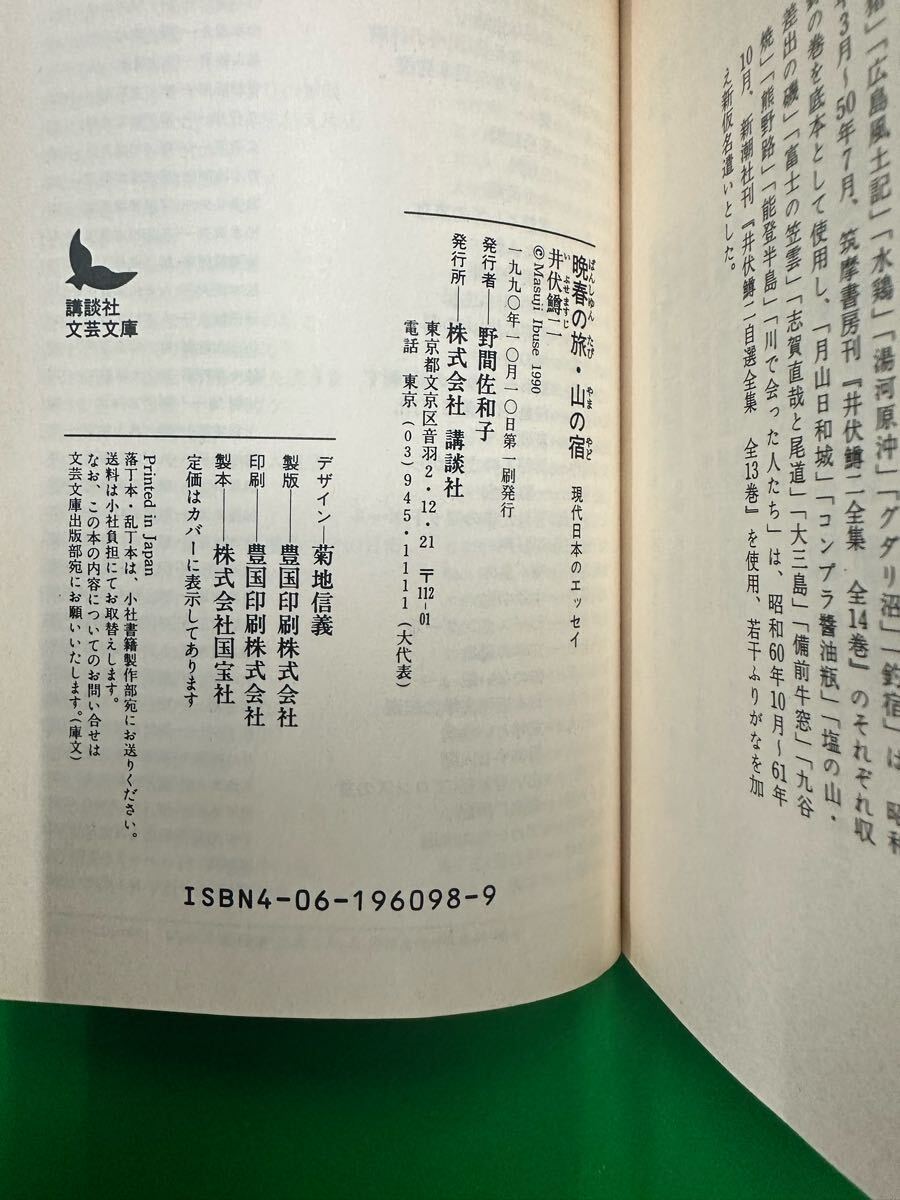 「広島風土記」「水鶏」「湯河原沖」「グダリ沼」「釣宿」は、昭和
年3月〜50年7月、筑摩書房刊『井伏鱒二全集 全14巻』のそれぞれ収
の巻を底本として使用し、「月山日和城」「コンプラ醬油瓶」「塩の山・
差出の磯」「富士の笠雲」「志賀直哉と尾道」「大三島」「備前牛窓」「九谷
焼」「熊野路」「能登半島」「川で会った人たち」は、昭和60年10月〜61年
10月、新潮社刊『井伏鱒二自選全集 全13巻』を使用、若干ふりがなを加
え新仮名遣いとした。
晩春の旅・山の宿 現代日本のエッセイ
ばんしゅん たび やま やど
井伏鱒二
いぶせますじ
©Masuji Ibuse 1990
一九九〇年一〇月一〇日第一刷発行
発行者——野間佐和子
発行所——株式会社 講談社
東京都文京区音羽2・12・21 〒112-01
電話 東京(03)945・1111(大代表)
デザイン—菊地信義
製版——豊国印刷株式会社
印刷——豊国印刷株式会社
製本——株式会社国宝社
定価はカバーに表示してあります
Printed in Japan
落丁本・乱丁本は、小社書籍製作部宛にお送りください。
送料は小社負担にてお取替えします。
なお、この本の内容についてのお問い合せは
文芸文庫出版部宛にお願いいたします。(庫文)
講談社
文芸文庫
ISBN4-06-196098-9